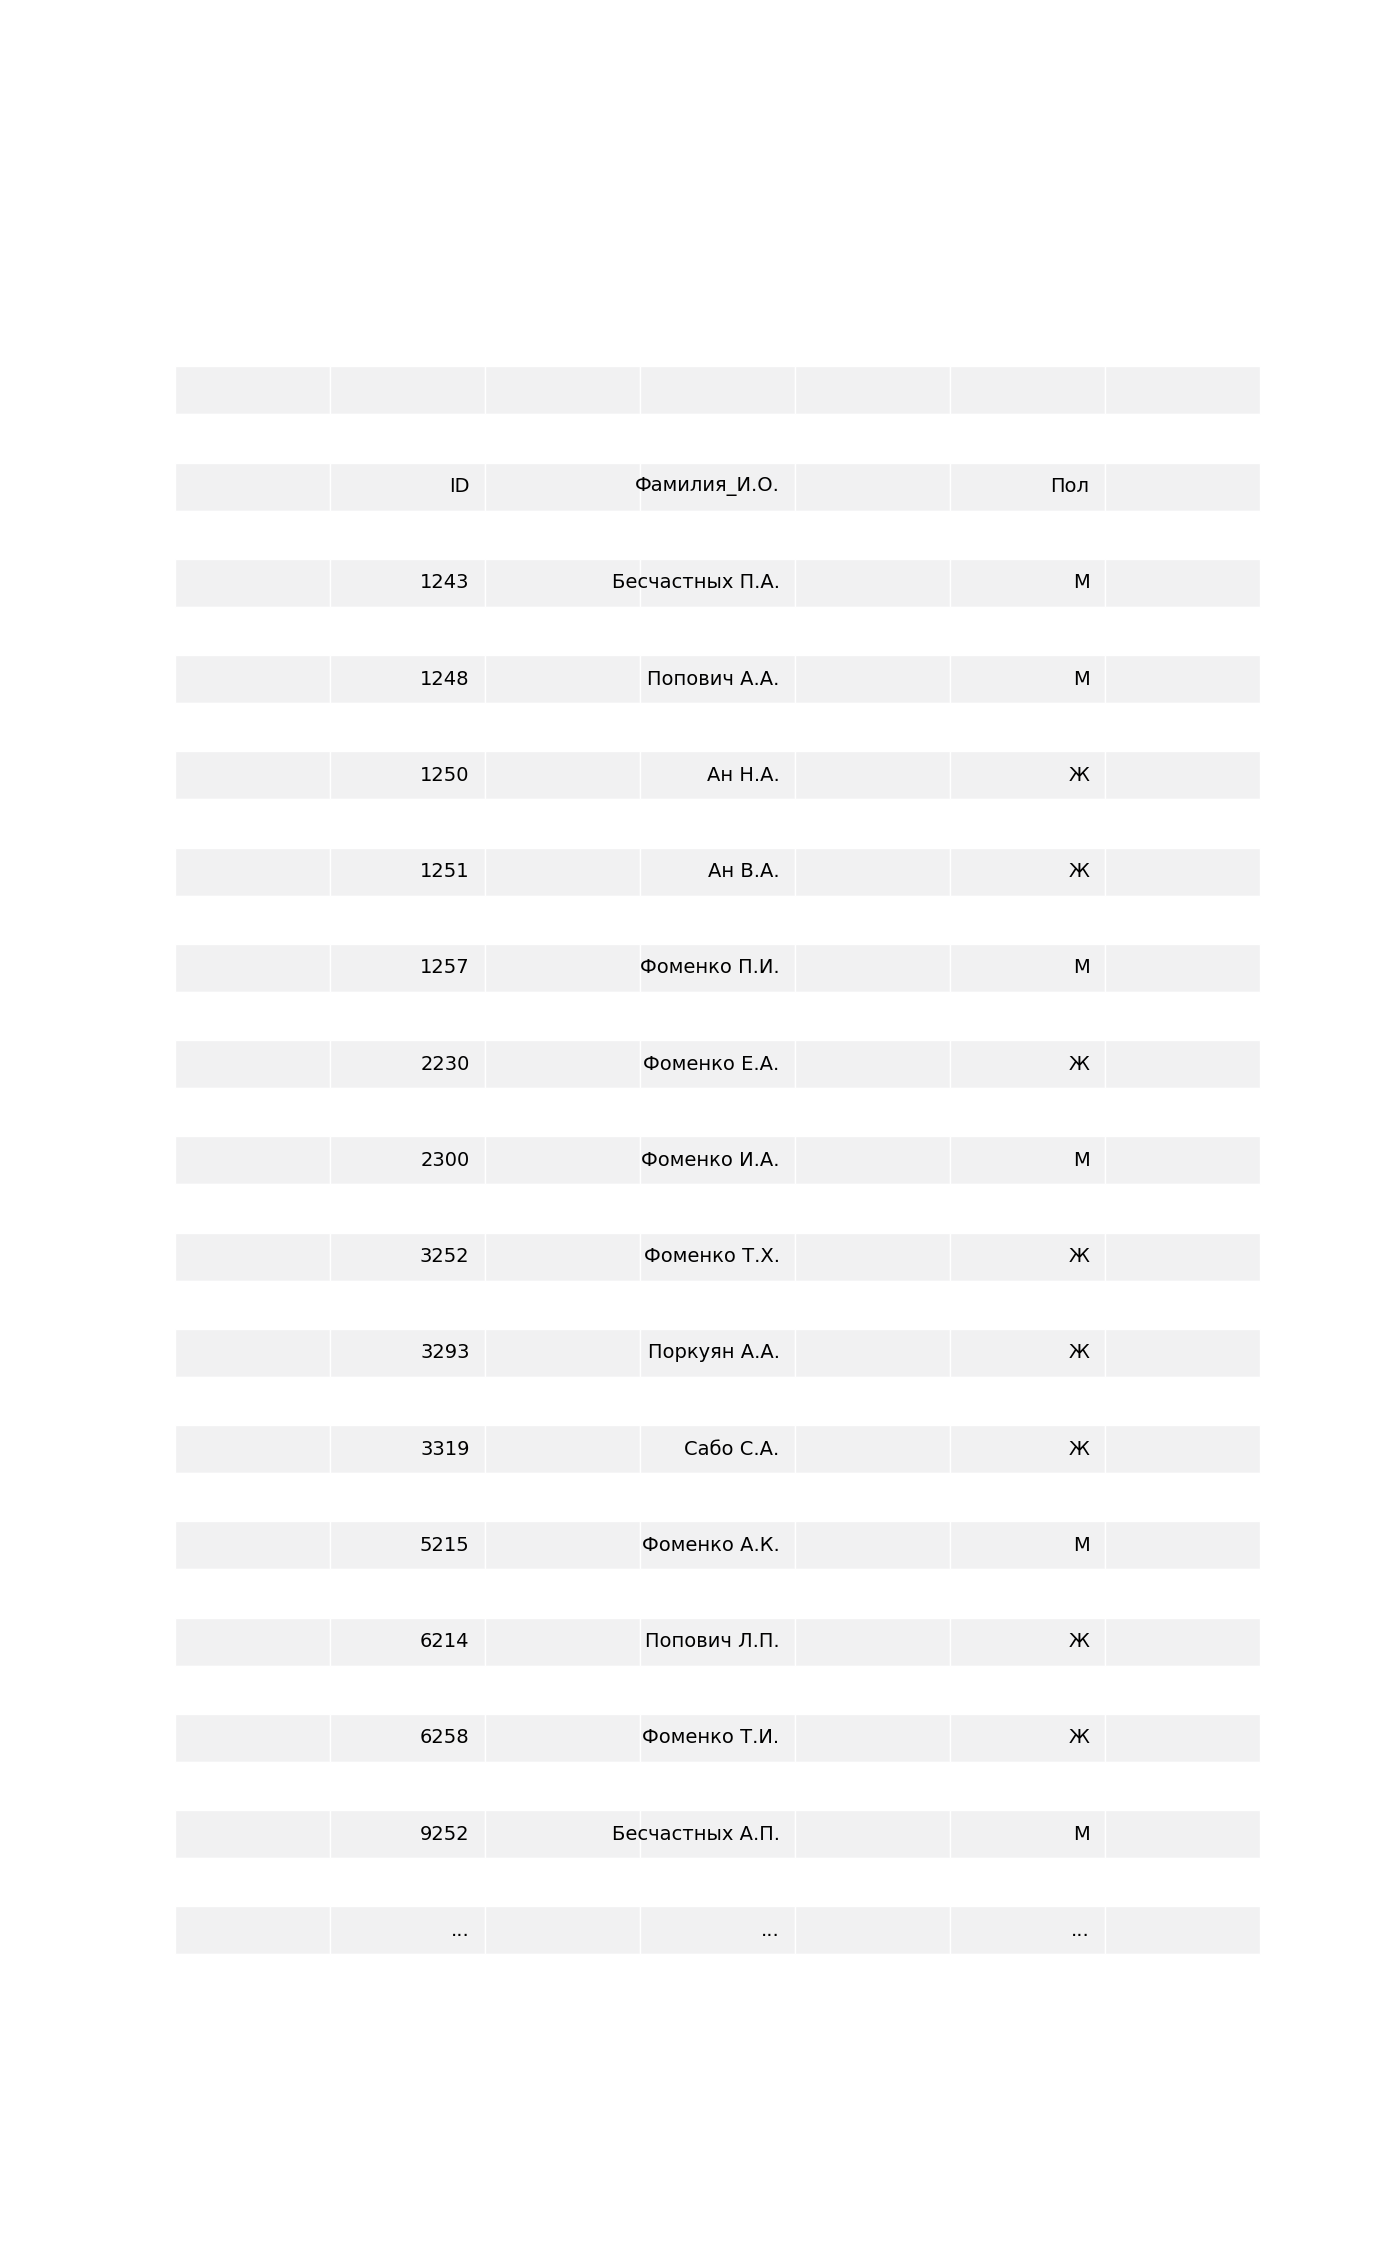 ID Фамилия_И.О. Пол
1243 Бесчастных П.А. М
1248 Попович А.А. М
1250 Ан Н.А. Ж
1251 Ан В.А. Ж
1257 Фоменко П.И. М
2230 Фоменко Е.А. Ж
2300 Фоменко И.А. М
3252 Фоменко Т.Х. Ж
3293 Поркуян А.А. Ж
3319 Сабо С.А. Ж
5215 Фоменко А.К. М
6214 Попович Л.П. Ж
6258 Фоменко Т.И. Ж
9252 Бесчастных А.П. М
... ... ...